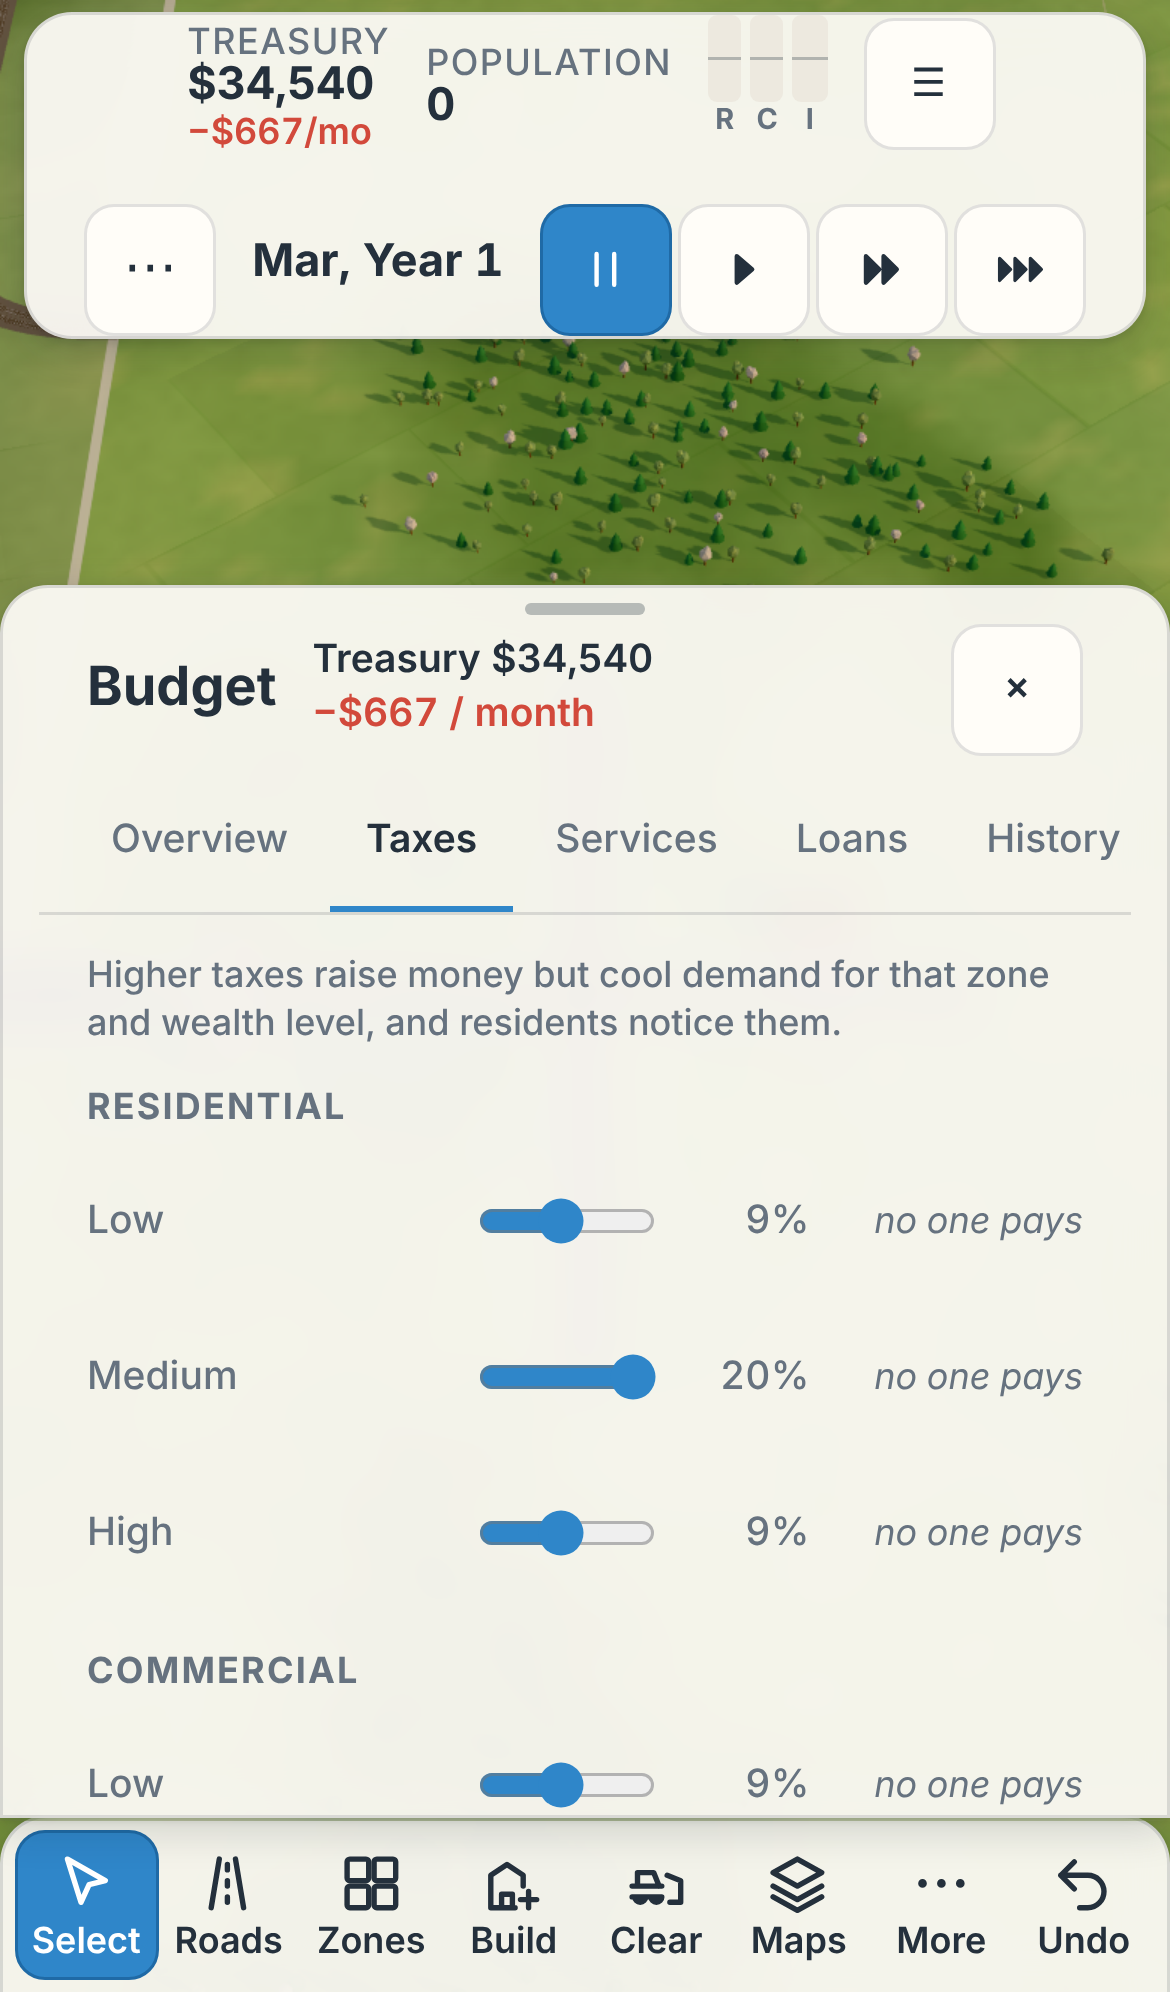 TREASURY
$34,540
−$667/mo
POPULATION
0
R C I
Mar, Year 1
Budget
Treasury $34,540
−$667 / month
Overview Taxes Services Loans History
Higher taxes raise money but cool demand for that zone
and wealth level, and residents notice them.
RESIDENTIAL
Low 9% no one pays
Medium 20% no one pays
High 9% no one pays
COMMERCIAL
Low 9% no one pays
Select Roads Zones Build Clear Maps More Undo